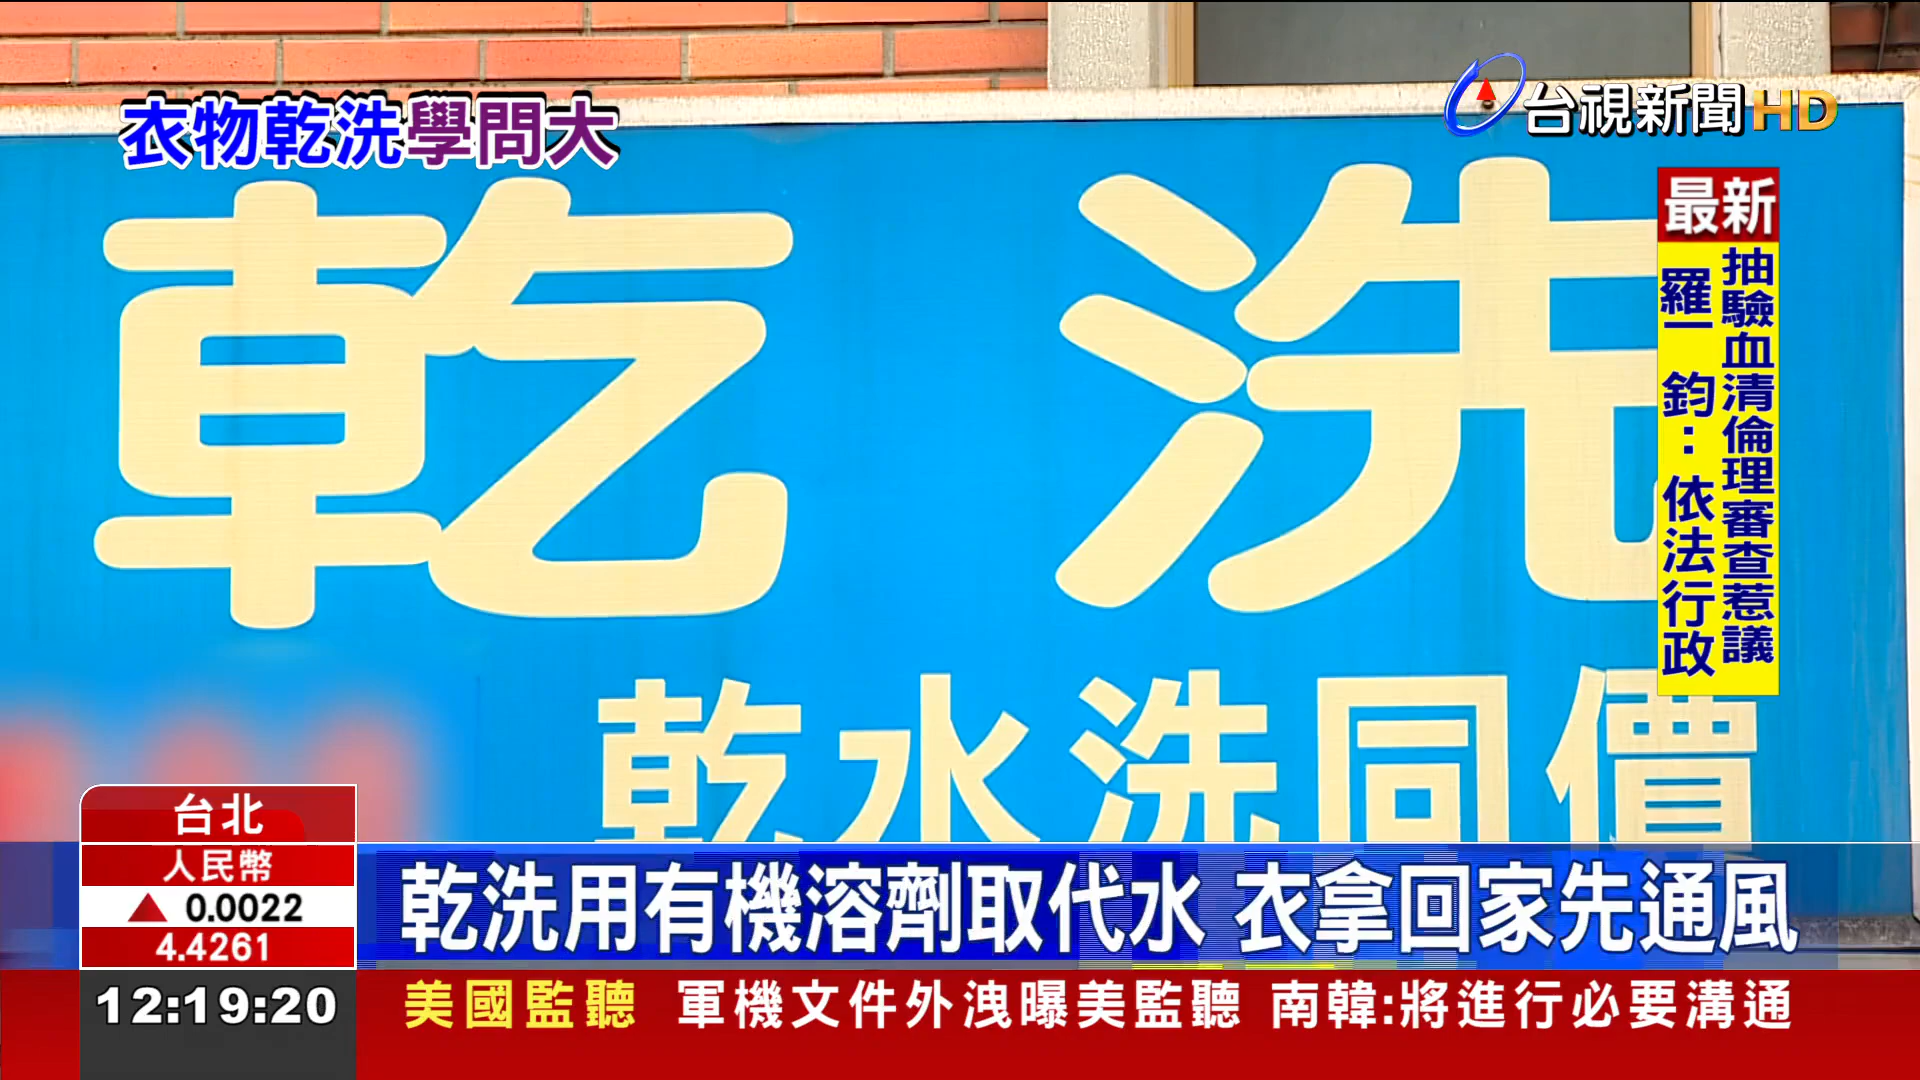 衣物乾洗學問大
台視新聞HD
最新
抽驗血清倫理審查惹議
羅一鈞：依法行政
乾洗
乾水洗同價
台北
人民幣
▲ 0.0022
4.4261
乾洗用有機溶劑取代水 衣拿回家先通風
12:19:20
美國監聽 軍機文件外洩曝美監聽 南韓:將進行必要溝通